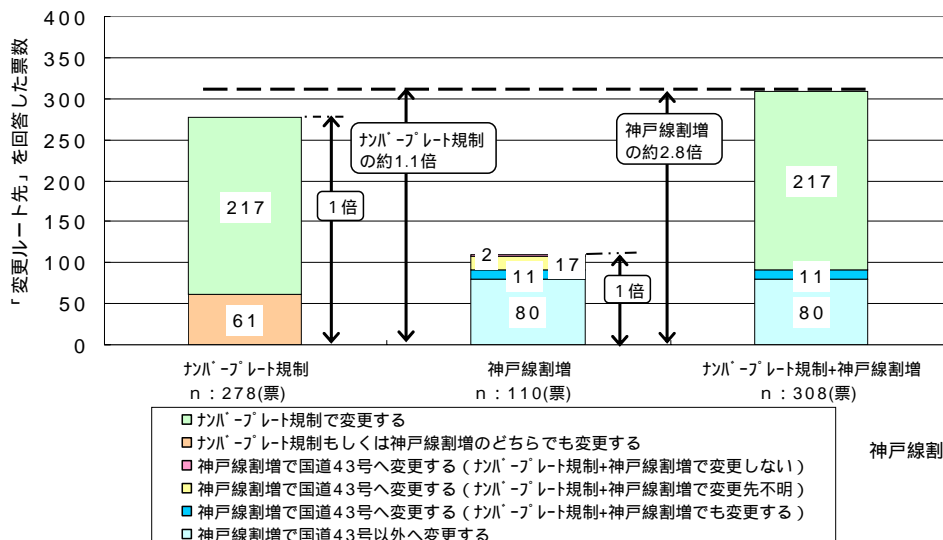 「変更ルート先」を回答した票数
400
350
300
250
200
150
100
50
0
ﾅﾝﾊﾞｰﾌﾟﾚｰﾄ規制
の約1.1倍
神戸線割増
の約2.8倍
1倍
1倍
217
61
2
17
11
80
217
11
80
ﾅﾝﾊﾞｰﾌﾟﾚｰﾄ規制
n：278(票)
神戸線割増
n：110(票)
ﾅﾝﾊﾞｰﾌﾟﾚｰﾄ規制+神戸線割増
n：308(票)
ﾅﾝﾊﾞｰﾌﾟﾚｰﾄ規制で変更する
ﾅﾝﾊﾞｰﾌﾟﾚｰﾄ規制もしくは神戸線割増のどちらでも変更する
神戸線割増で国道43号へ変更する（ﾅﾝﾊﾞｰﾌﾟﾚｰﾄ規制+神戸線割増で変更しない）
神戸線割増で国道43号へ変更する（ﾅﾝﾊﾞｰﾌﾟﾚｰﾄ規制+神戸線割増で変更先不明）
神戸線割増で国道43号へ変更する（ﾅﾝﾊﾞｰﾌﾟﾚｰﾄ規制+神戸線割増でも変更する）
神戸線割増で国道43号以外へ変更する
神戸線割